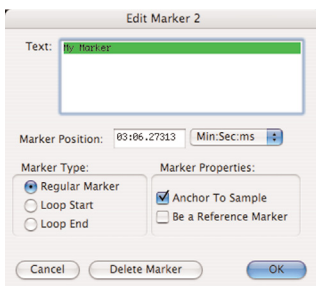 Edit Marker 2
Text: My Marker
Marker Position: 03:06.27313 Min:Sec:ms
Marker Type: Marker Properties:
Regular Marker
Anchor To Sample
Loop Start
Be a Reference Marker
Loop End
Cancel Delete Marker OK